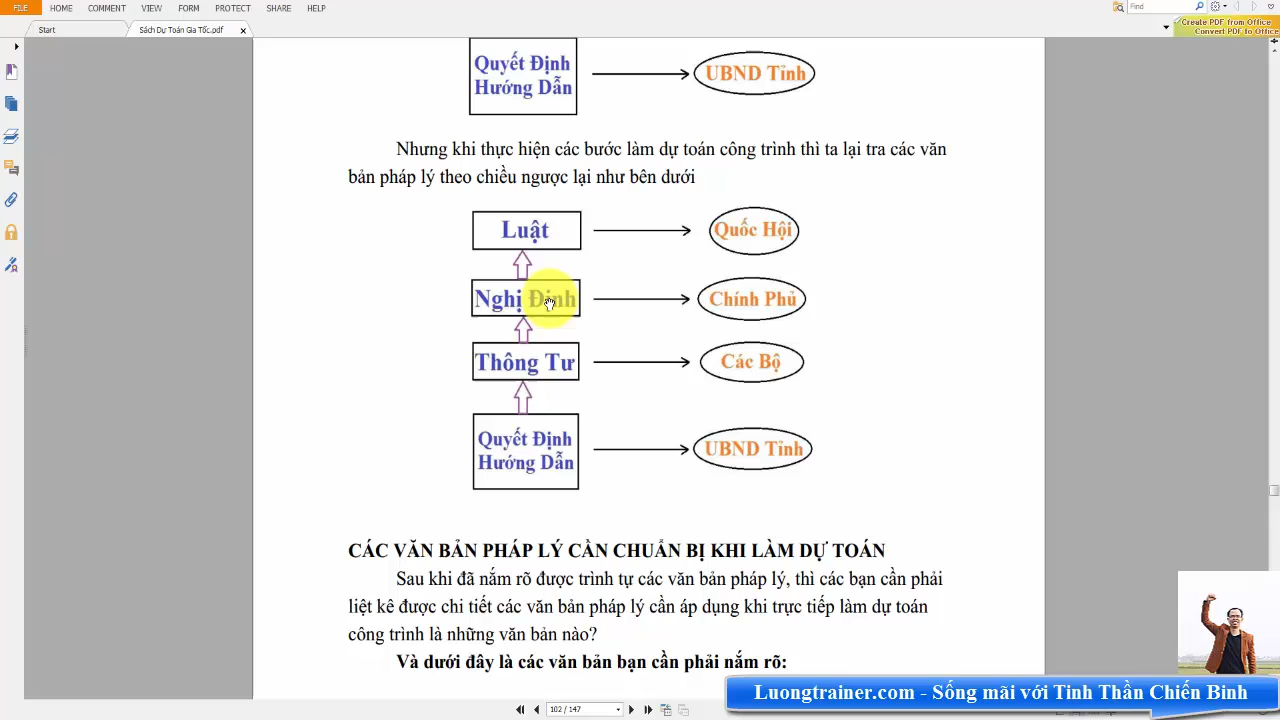 FILE HOME COMMENT VIEW FORM PROTECT SHARE HELP
Find
Start
Sách Dự Toán Gia Tốc.pdf x
Create PDF from Office
Convert PDF to Office
Quyết Định
Hướng Dẫn
UBND Tỉnh
Nhưng khi thực hiện các bước làm dự toán công trình thì ta lại tra các văn
bản pháp lý theo chiều ngược lại như bên dưới
Luật
Quốc Hội
Nghị Định
Chính Phủ
Thông Tư
Các Bộ
Quyết Định
Hướng Dẫn
UBND Tỉnh
CÁC VĂN BẢN PHÁP LÝ CẦN CHUẨN BỊ KHI LÀM DỰ TOÁN
Sau khi đã nắm rõ được trình tự các văn bản pháp lý, thì các bạn cần phải
liệt kê được chi tiết các văn bản pháp lý cần áp dụng khi trực tiếp làm dự toán
công trình là những văn bản nào?
Và dưới đây là các văn bản bạn cần phải nắm rõ:
Luongtrainer.com - Sống mãi với Tinh Thần Chiến Binh
102 / 147